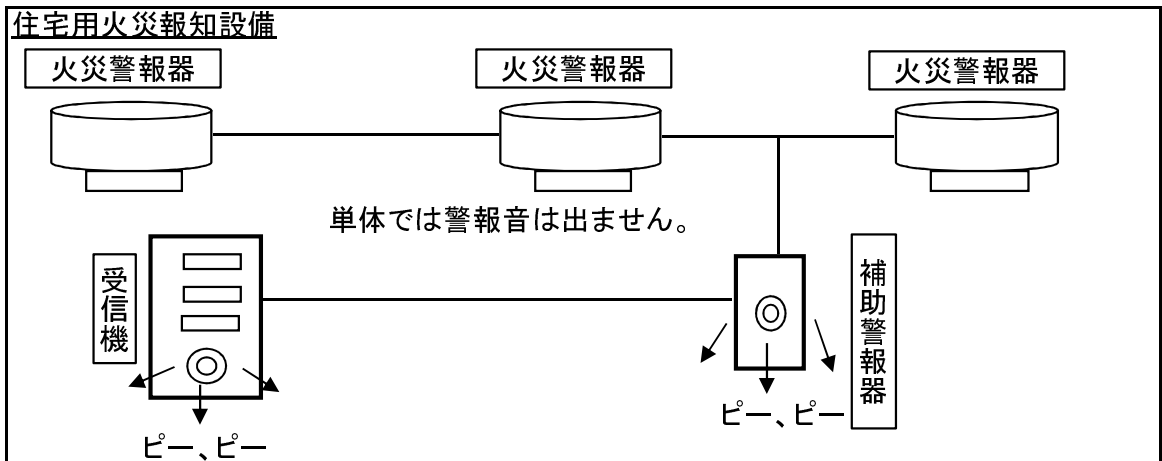 住宅用火災報知設備
火災警報器
火災警報器
火災警報器
単体では警報音は出ません。
受信機
補助警報器
ピー、ピー
ピー、ピー